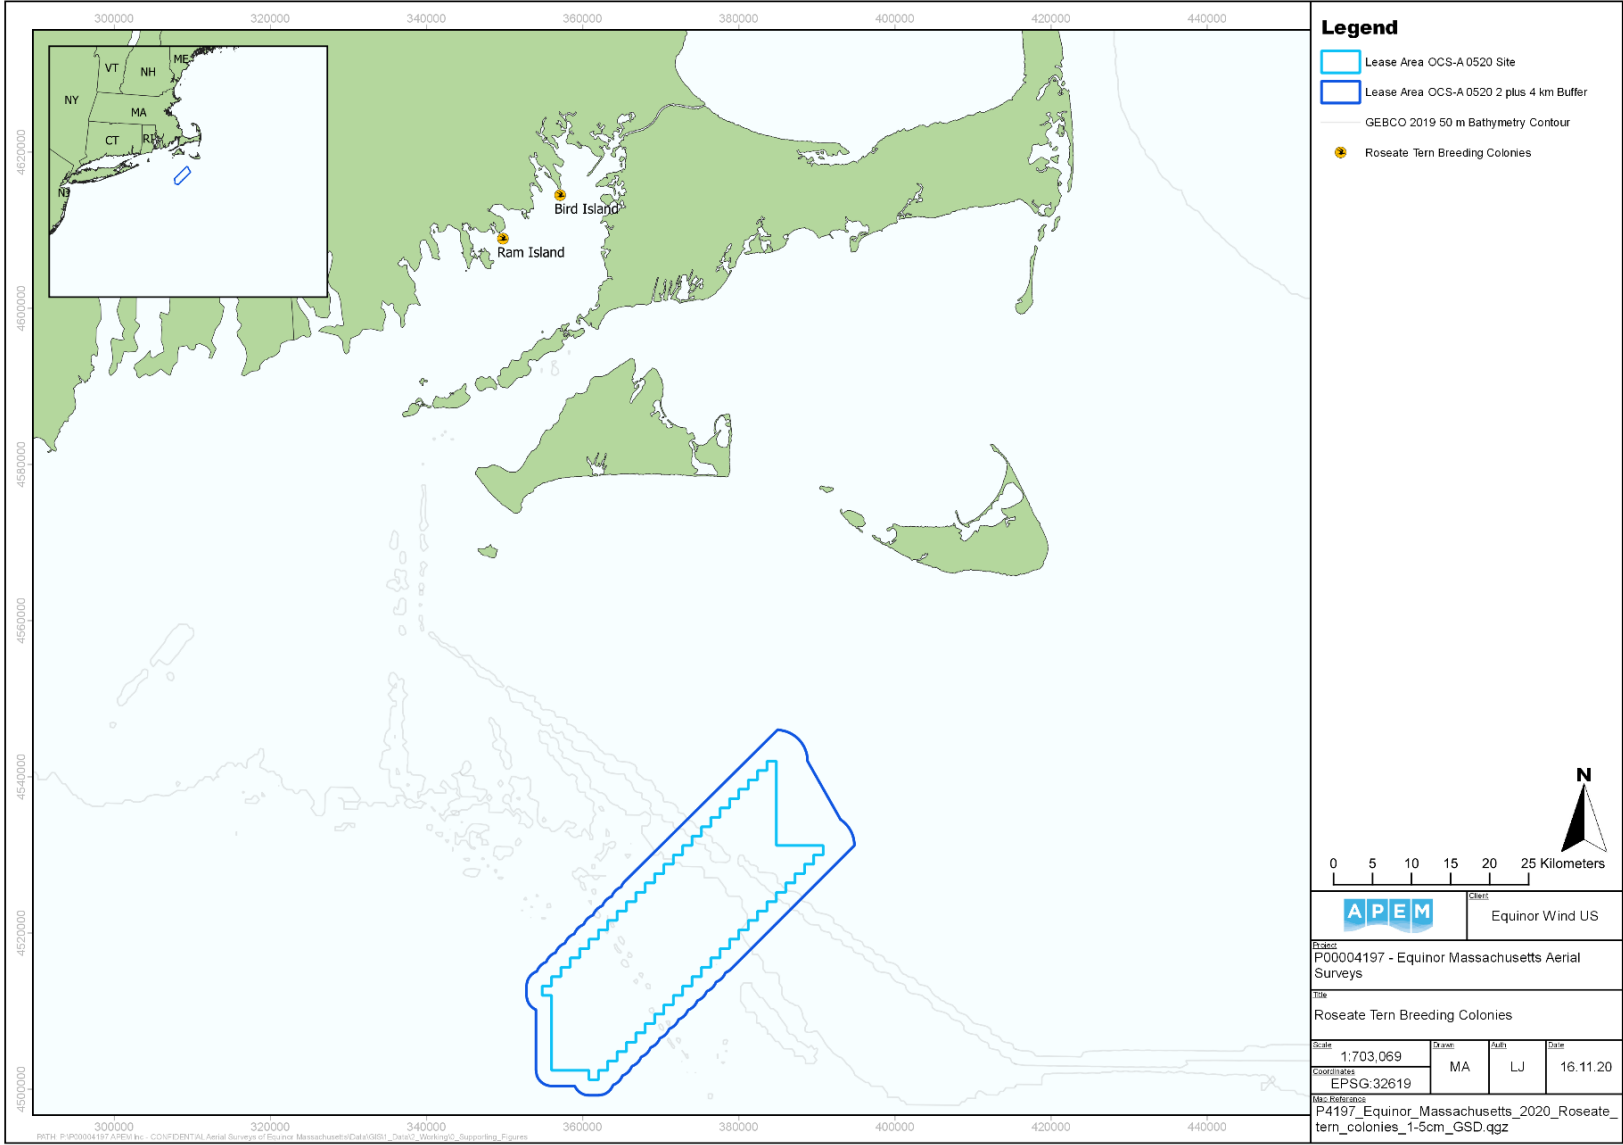 300000 320000 340000 360000 380000 400000 420000 440000
4620000
4600000
4580000
4560000
4540000
4520000
4500000
VT
NH
ME
NY
MA
CT
RI
NJ
Bird Island
Ram Island
300000 320000 340000 360000 380000 400000 420000 440000
Legend
Lease Area OCS-A 0520 Site
Lease Area OCS-A 0520 2 plus 4 km Buffer
GEBCO 2019 50 m Bathymetry Contour
Roseate Tern Breeding Colonies
N
0 5 10 15 20 25 Kilometers
APEM
Client
Equinor Wind US
Project
P00004197 - Equinor Massachusetts Aerial
Surveys
Title
Roseate Tern Breeding Colonies
Scale
1:703,069
Coordinates
EPSG:32619
Drawn
MA
Auth
LJ
Date
16.11.20
Map Reference
P4197_Equinor_Massachusetts_2020_Roseate_
tern_colonies_1-5cm_GSD.qgz